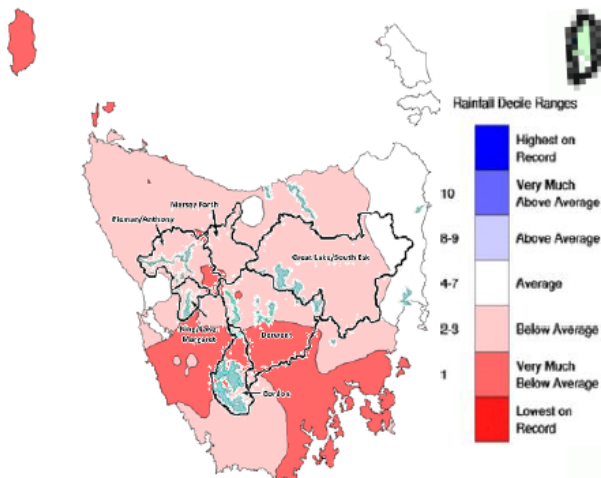 Rainfall Decile Ranges
Highest on
Record
10
Very Much
Above Average
8-9
Above Average
4-7
Average
2-3
Below Average
1
Very Much
Below Average
Lowest on
Record
Mersey Forth
Pieman/Anthony
Great Lake/South Esk
King/Yolande/
Margaret
Derwent
Gordon